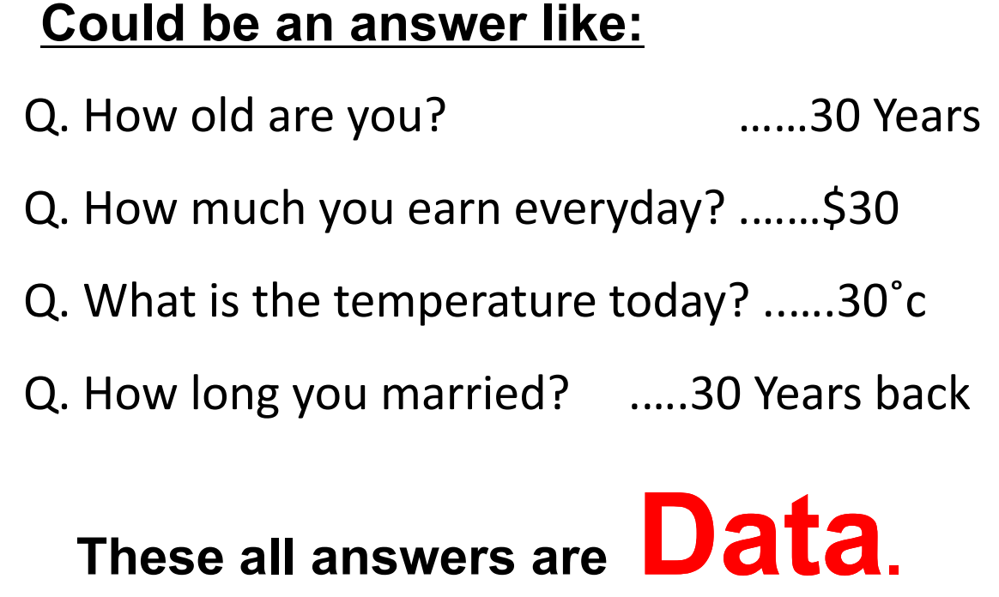 Could be an answer like:
Q. How old are you? ......30 Years
Q. How much you earn everyday? .......$30
Q. What is the temperature today? ......30°c
Q. How long you married? .....30 Years back
These all answers are Data.